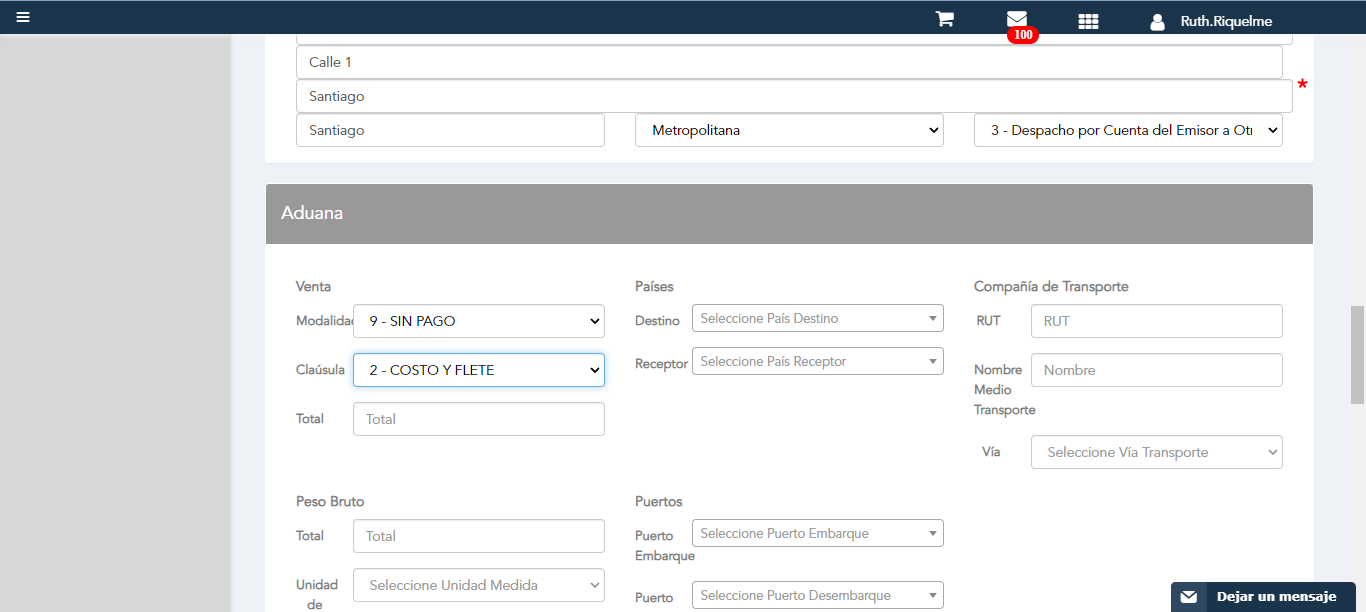 Ruth.Riquelme
100
Calle 1
Santiago
*
Santiago
Metropolitana
3 - Despacho por Cuenta del Emisor a Otr
Aduana
Venta
Modalidad
9 - SIN PAGO
Claúsula
2 - COSTO Y FLETE
Total
Total
Países
Destino
Seleccione País Destino
Receptor
Seleccione País Receptor
Compañía de Transporte
RUT
RUT
Nombre
Medio
Transporte
Nombre
Vía
Seleccione Vía Transporte
Peso Bruto
Total
Total
Unidad
de
Seleccione Unidad Medida
Puertos
Puerto
Embarque
Seleccione Puerto Embarque
Puerto
Seleccione Puerto Desembarque
Dejar un mensaje